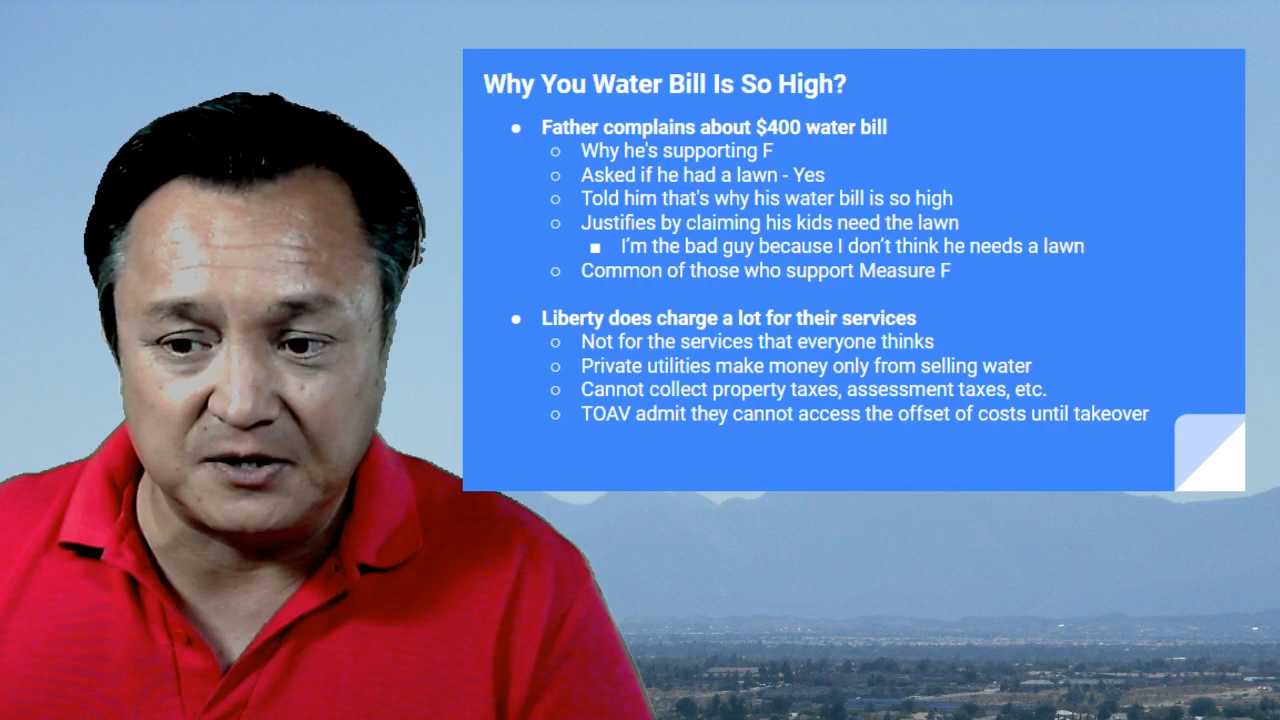 Why You Water Bill Is So High?
● Father complains about $400 water bill
○ Why he's supporting F
○ Asked if he had a lawn - Yes
○ Told him that's why his water bill is so high
○ Justifies by claiming his kids need the lawn
■ I’m the bad guy because I don’t think he needs a lawn
○ Common of those who support Measure F
● Liberty does charge a lot for their services
○ Not for the services that everyone thinks
○ Private utilities make money only from selling water
○ Cannot collect property taxes, assessment taxes, etc.
○ TOAV admit they cannot access the offset of costs until takeover